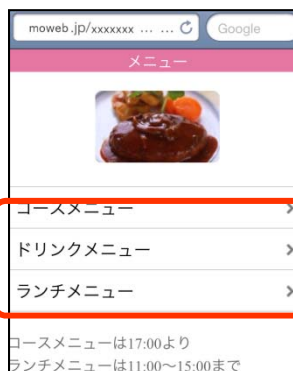 moweb.jp/xxxxxxx ... ...
Google
メニュー
コースメニュー
ドリンクメニュー
ランチメニュー
コースメニューは17:00より
ランチメニューは11:00～15:00まで